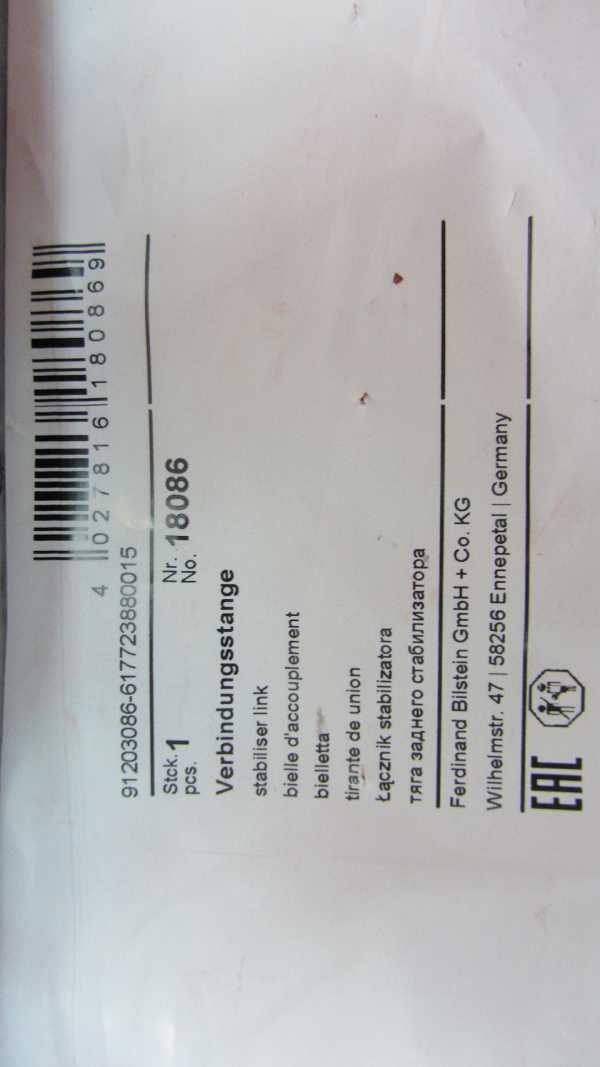 4 027816 180869
91203086-617723880015
Stck. 1 Nr. 18086
pcs. No.
Verbindungsstange
stabiliser link
bielle d'accouplement
bielletta
tirante de union
Łącznik stabilizatora
тяга заднего стабилизатора
Ferdinand Bilstein GmbH + Co. KG
Wilhelmstr. 47 | 58256 Ennepetal | Germany
EAC